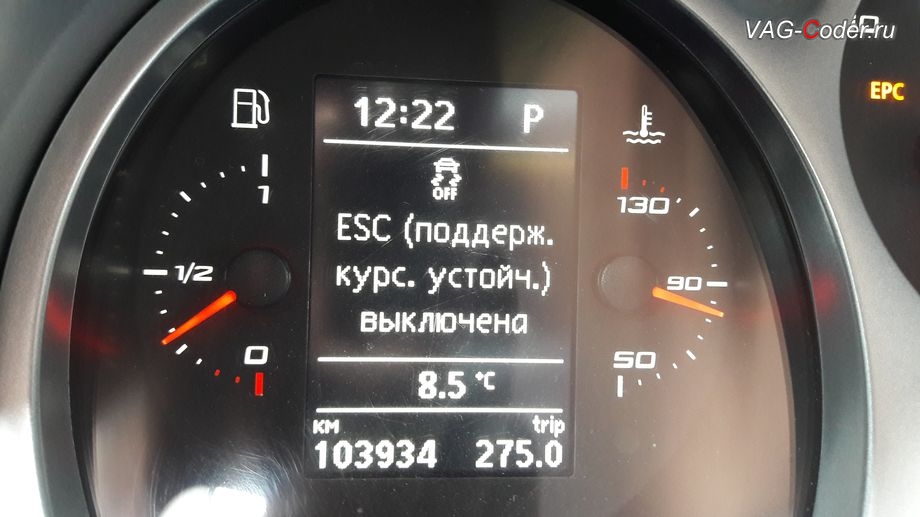 VAG-Coder.ru
12:22 P
EPC
OFF
ESC (поддерж.
курс. устойч.)
выключена
1
1/2
0
130
90
50
8.5 °C
км trip
103934 275.0